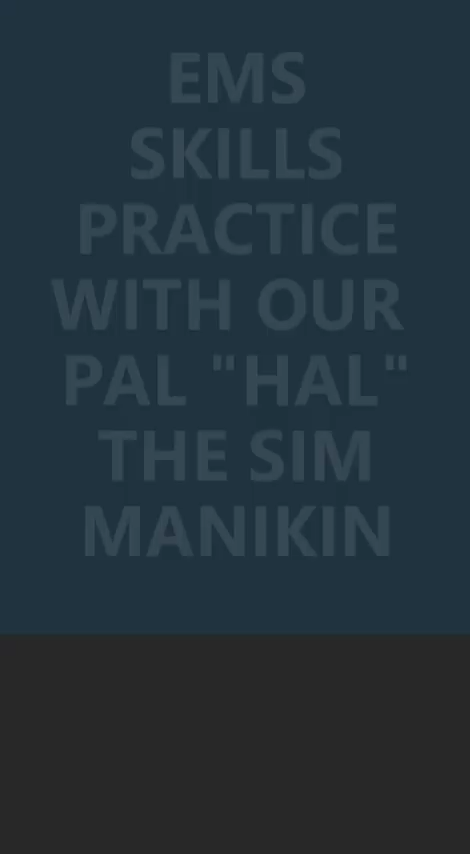 EMS
SKILLS
PRACTICE
WITH OUR
PAL "HAL"
THE SIM
MANIKIN